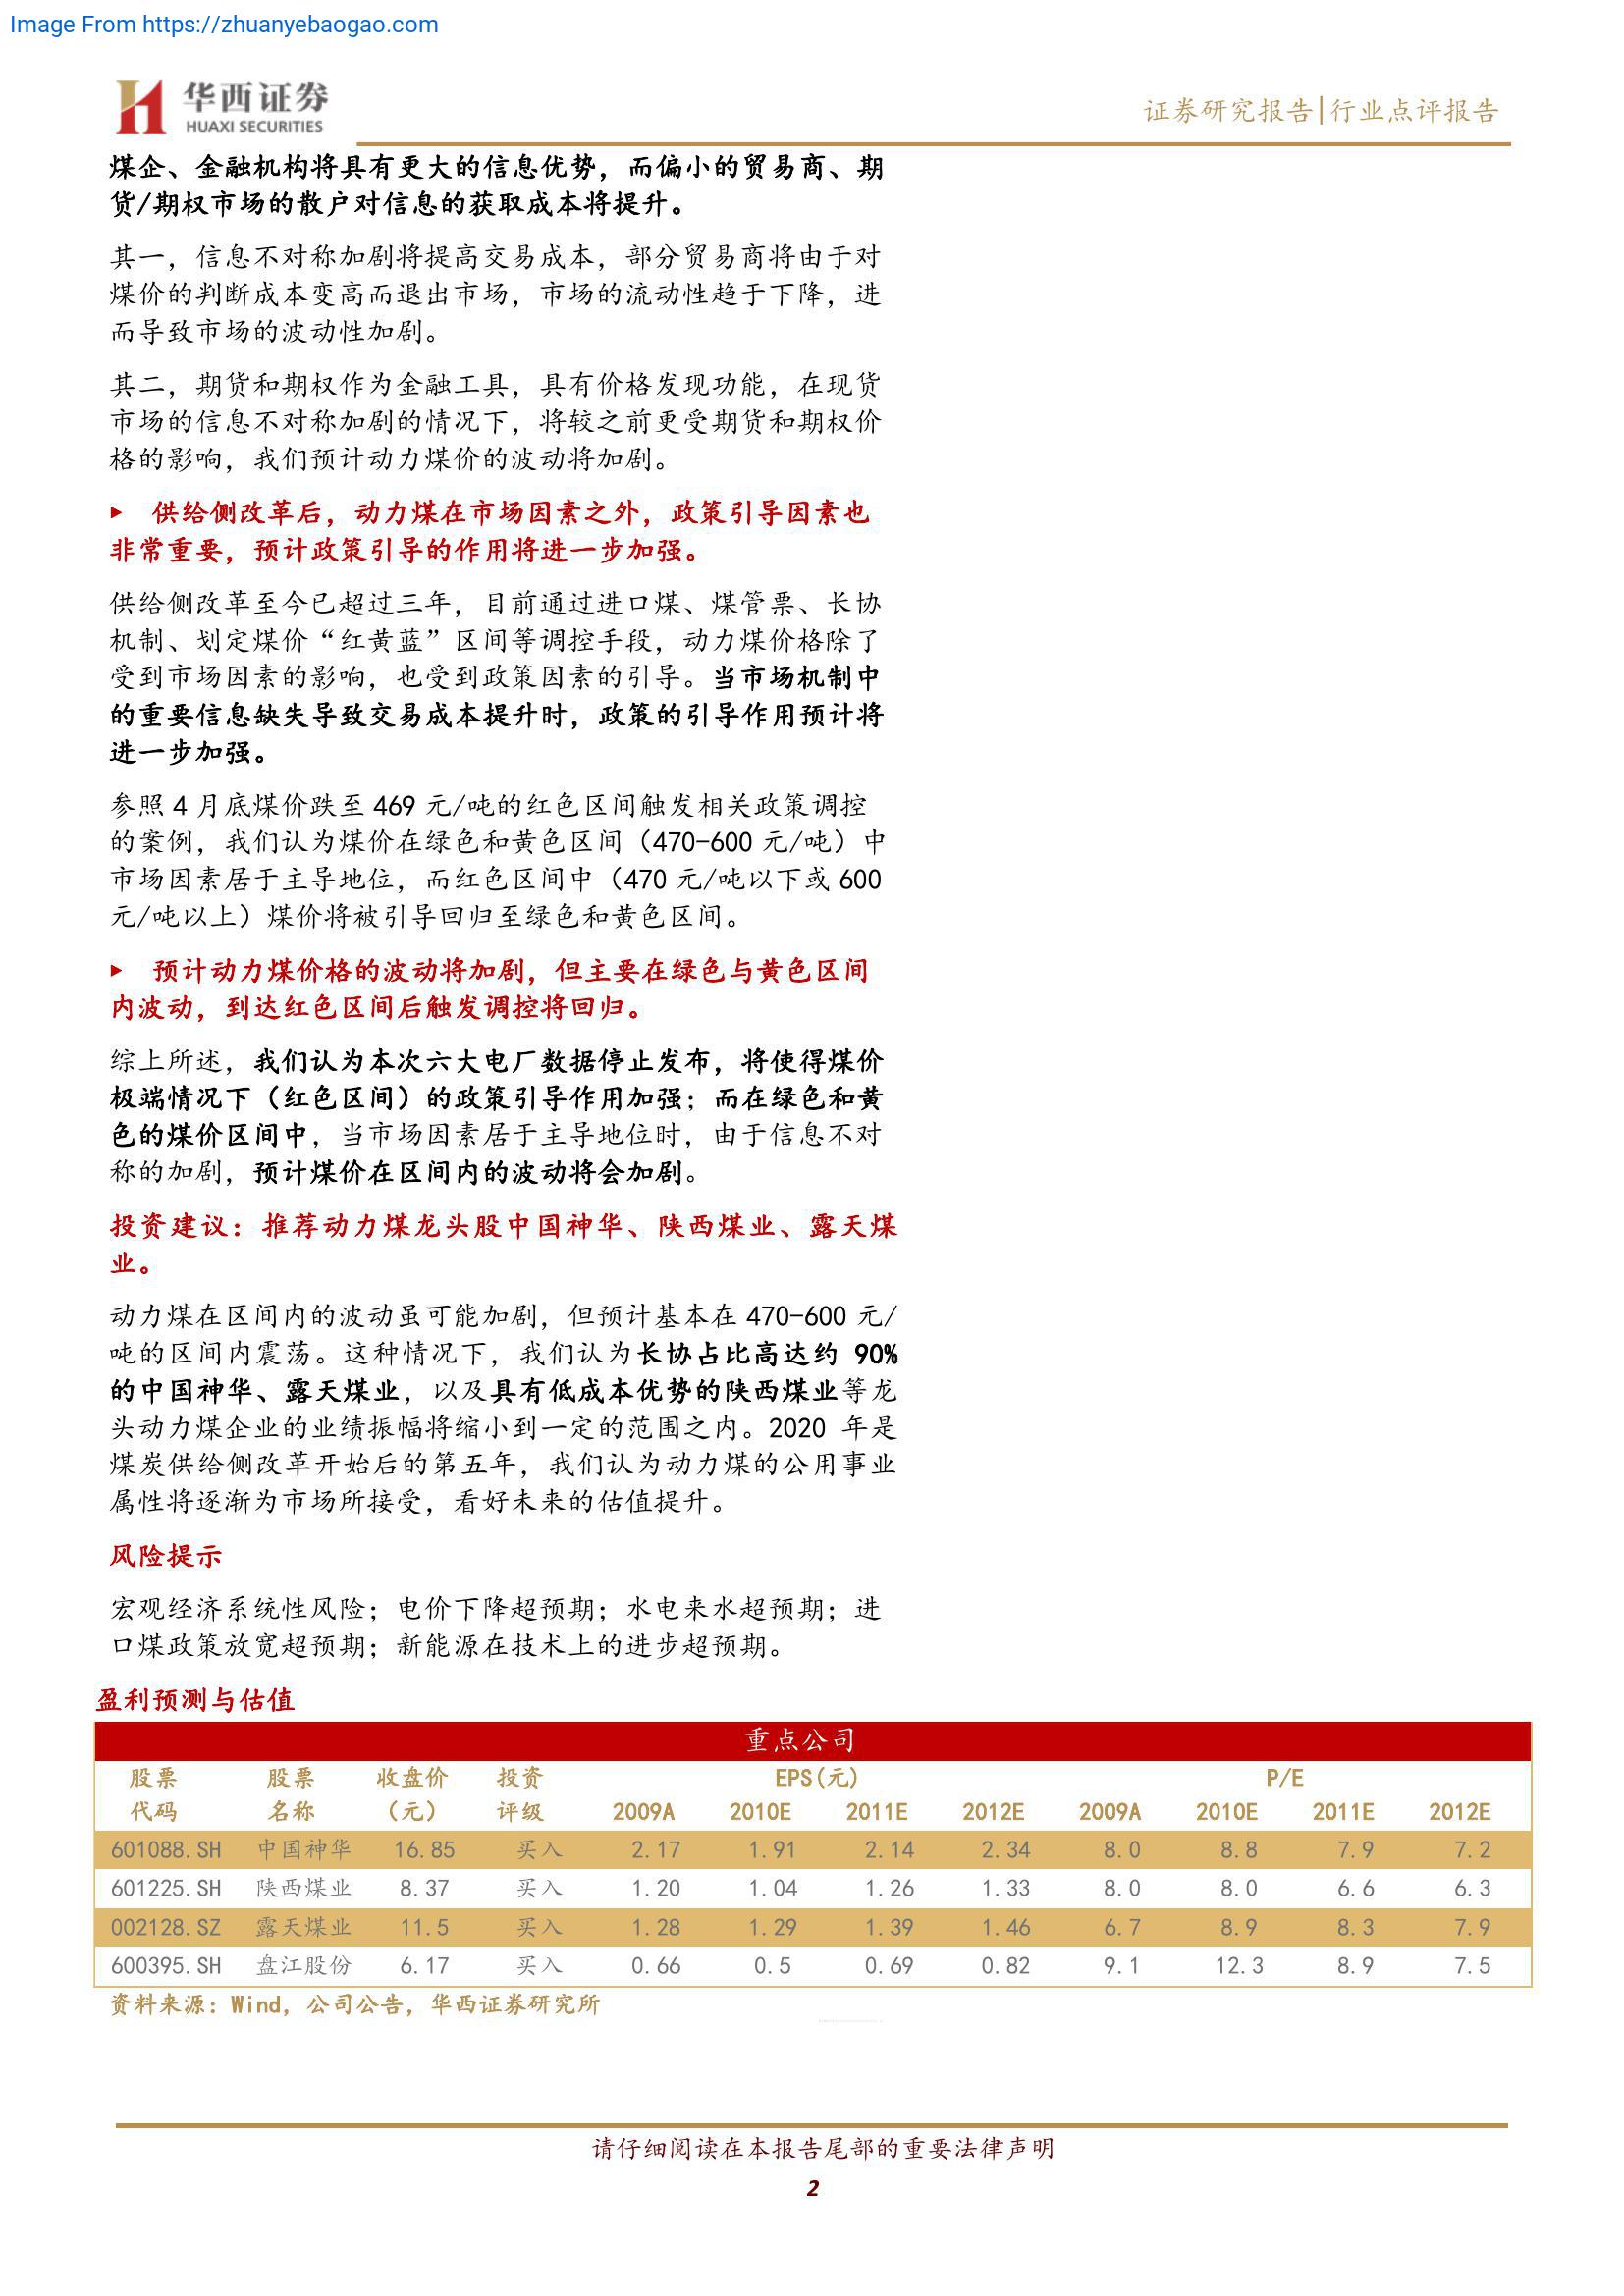 Image From https://zhuanyebaogao.com
华西证券
HUAXI SECURITIES
证券研究报告|行业点评报告
煤企、金融机构将具有更大的信息优势，而偏小的贸易商、期
货/期权市场的散户对信息的获取成本将提升。
其一，信息不对称加剧将提高交易成本，部分贸易商将由于对
煤价的判断成本变高而退出市场，市场的流动性趋于下降，进
而导致市场的波动性加剧。
其二，期货和期权作为金融工具，具有价格发现功能，在现货
市场的信息不对称加剧的情况下，将较之前更受期货和期权价
格的影响，我们预计动力煤价的波动将加剧。
▶ 供给侧改革后，动力煤在市场因素之外，政策引导因素也
非常重要，预计政策引导的作用将进一步加强。
供给侧改革至今已超过三年，目前通过进口煤、煤管票、长协
机制、划定煤价“红黄蓝”区间等调控手段，动力煤价格除了
受到市场因素的影响，也受到政策因素的引导。当市场机制中
的重要信息缺失导致交易成本提升时，政策的引导作用预计将
进一步加强。
参照 4 月底煤价跌至 469 元/吨的红色区间触发相关政策调控
的案例，我们认为煤价在绿色和黄色区间（470-600 元/吨）中
市场因素居于主导地位，而红色区间中（470 元/吨以下或 600
元/吨以上）煤价将被引导回归至绿色和黄色区间。
▶ 预计动力煤价格的波动将加剧，但主要在绿色与黄色区间
内波动，到达红色区间后触发调控将回归。
综上所述，我们认为本次六大电厂数据停止发布，将使得煤价
极端情况下（红色区间）的政策引导作用加强；而在绿色和黄
色的煤价区间中，当市场因素居于主导地位时，由于信息不对
称的加剧，预计煤价在区间内的波动将会加剧。
投资建议：推荐动力煤龙头股中国神华、陕西煤业、露天煤
业。
动力煤在区间内的波动虽可能加剧，但预计基本在 470-600 元/
吨的区间内震荡。这种情况下，我们认为长协占比高达约 90%
的中国神华、露天煤业，以及具有低成本优势的陕西煤业等龙
头动力煤企业的业绩振幅将缩小到一定的范围之内。2020 年是
煤炭供给侧改革开始后的第五年，我们认为动力煤的公用事业
属性将逐渐为市场所接受，看好未来的估值提升。
风险提示
宏观经济系统性风险；电价下降超预期；水电来水超预期；进
口煤政策放宽超预期；新能源在技术上的进步超预期。
盈利预测与估值
重点公司
股票 股票 收盘价 投资 EPS(元) P/E
代码 名称 （元） 评级 2009A 2010E 2011E 2012E 2009A 2010E 2011E 2012E
601088.SH 中国神华 16.85 买入 2.17 1.91 2.14 2.34 8.0 8.8 7.9 7.2
601225.SH 陕西煤业 8.37 买入 1.20 1.04 1.26 1.33 8.0 8.0 6.6 6.3
002128.SZ 露天煤业 11.5 买入 1.28 1.29 1.39 1.46 6.7 8.9 8.3 7.9
600395.SH 盘江股份 6.17 买入 0.66 0.5 0.69 0.82 9.1 12.3 8.9 7.5
资料来源：Wind，公司公告，华西证券研究所
请仔细阅读在本报告尾部的重要法律声明
2